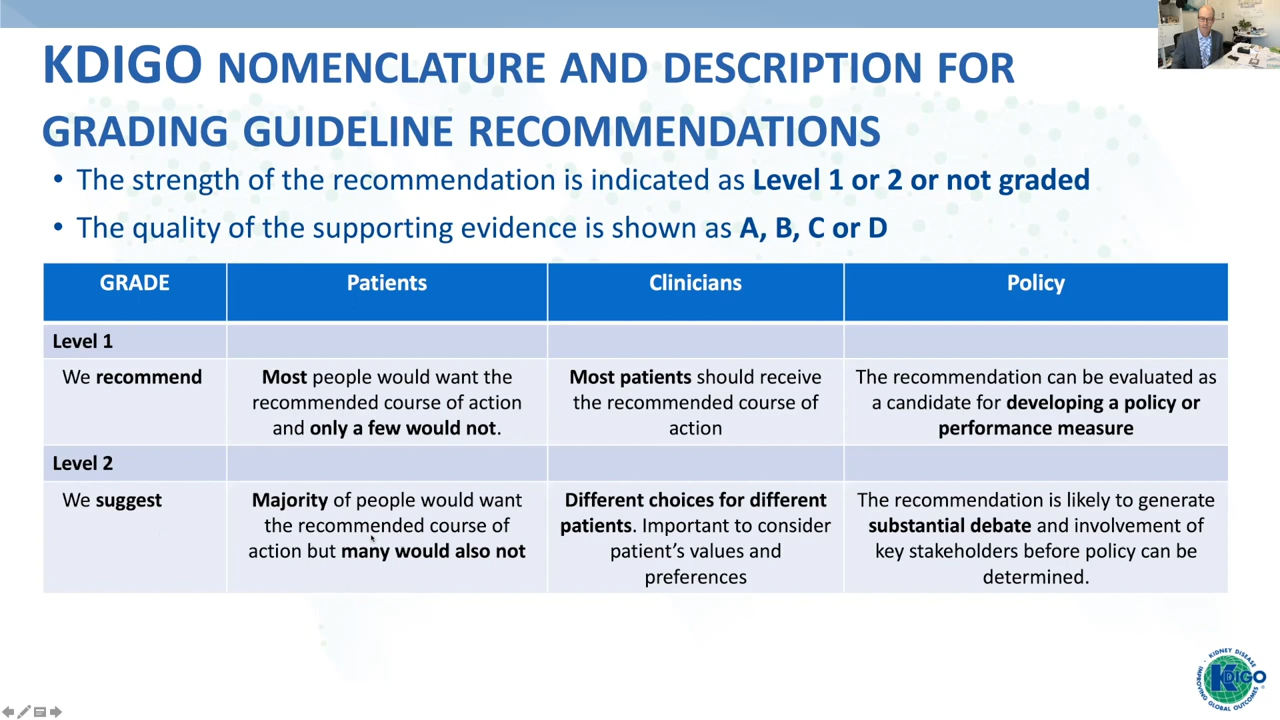 KDIGO NOMENCLATURE AND DESCRIPTION FOR
GRADING GUIDELINE RECOMMENDATIONS
• The strength of the recommendation is indicated as Level 1 or 2 or not graded
• The quality of the supporting evidence is shown as A, B, C or D
GRADE
Patients
Clinicians
Policy
Level 1
We recommend
Most people would want the
recommended course of action
and only a few would not.
Most patients should receive
the recommended course of
action
The recommendation can be evaluated as
a candidate for developing a policy or
performance measure
Level 2
We suggest
Majority of people would want
the recommended course of
action but many would also not
Different choices for different
patients. Important to consider
patient's values and
preferences
The recommendation is likely to generate
substantial debate and involvement of
key stakeholders before policy can be
determined.
KIDNEY DISEASE
KDIGO
IMPROVING GLOBAL OUTCOMES